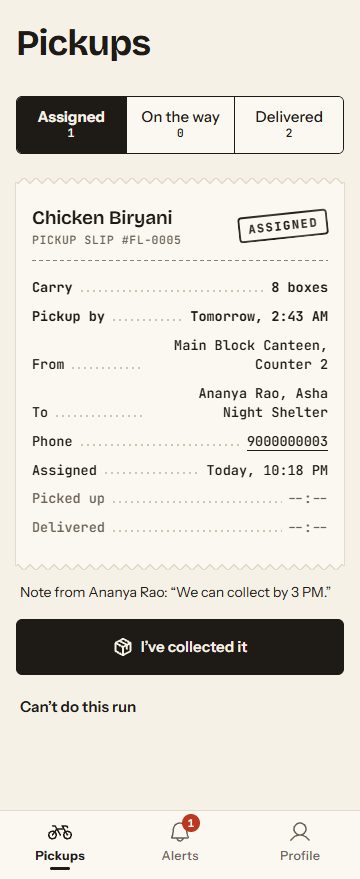 Pickups
Assigned
1
On the way
0
Delivered
2
Chicken Biryani
PICKUP SLIP #FL-0005
ASSIGNED
Carry 8 boxes
Pickup by Tomorrow, 2:43 AM
From Main Block Canteen,
Counter 2
To Ananya Rao, Asha
Night Shelter
Phone 9000000003
Assigned Today, 10:18 PM
Picked up --:--
Delivered --:--
Note from Ananya Rao: “We can collect by 3 PM.”
I’ve collected it
Can’t do this run
1
Pickups
Alerts
Profile